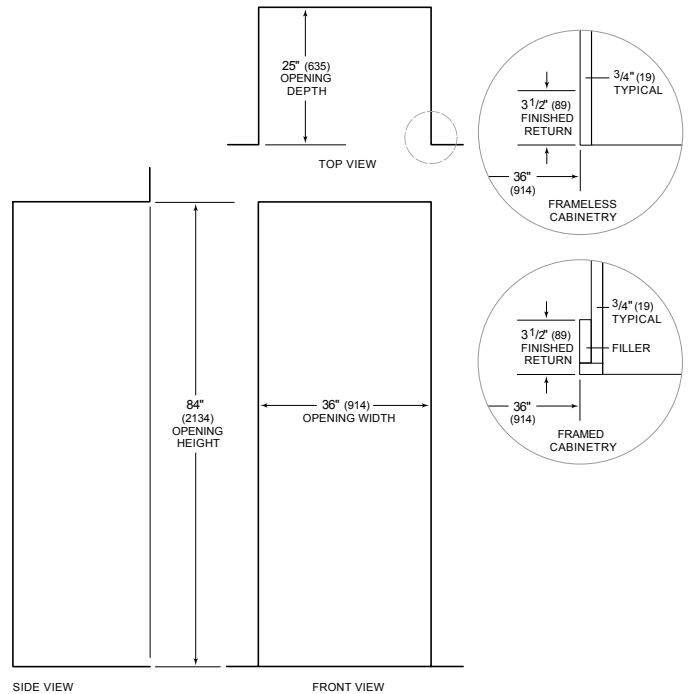 25" (635)
OPENING
DEPTH
TOP VIEW
3/4" (19)
TYPICAL
3 1/2" (89)
FINISHED
RETURN
36"
(914)
FRAMELESS
CABINETRY
3/4" (19)
TYPICAL
3 1/2" (89)
FINISHED
RETURN
FILLER
36"
(914)
FRAMED
CABINETRY
84"
(2134)
OPENING
HEIGHT
36" (914)
OPENING WIDTH
SIDE VIEW
FRONT VIEW